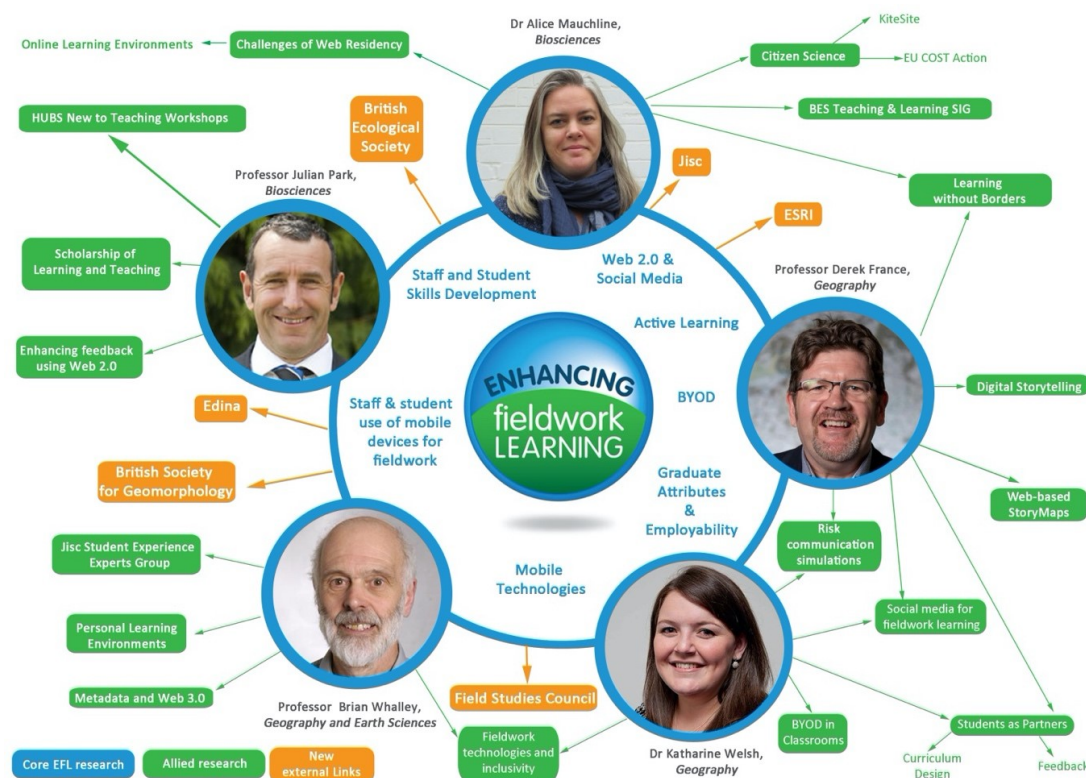 Dr Alice Mauchline,
Biosciences
KiteSite
Online Learning Environments
Challenges of Web Residency
Citizen Science
EU COST Action
HUBS New to Teaching Workshops
British
Ecological
Society
BES Teaching & Learning SIG
Jisc
Professor Julian Park,
Biosciences
Learning
without Borders
ESRI
Scholarship of
Learning and Teaching
Staff and Student
Skills Development
Web 2.0 &
Social Media
Professor Derek France,
Geography
Active Learning
Enhancing feedback
using Web 2.0
ENHANCING
fieldwork
LEARNING
BYOD
Digital Storytelling
Edina
Staff & student
use of mobile
devices for
fieldwork
British Society
for Geomorphology
Graduate
Attributes
&
Employability
Web-based
StoryMaps
Risk
communication
simulations
Jisc Student Experience
Experts Group
Mobile
Technologies
Social media for
fieldwork learning
Personal Learning
Environments
Metadata and Web 3.0
Professor Brian Whalley,
Geography and Earth Sciences
Field Studies Council
BYOD in
Classrooms
Students as Partners
Fieldwork
technologies and
inclusivity
Dr Katharine Welsh,
Geography
Curriculum
Design
Feedback
Core EFL research
Allied research
New
external Links